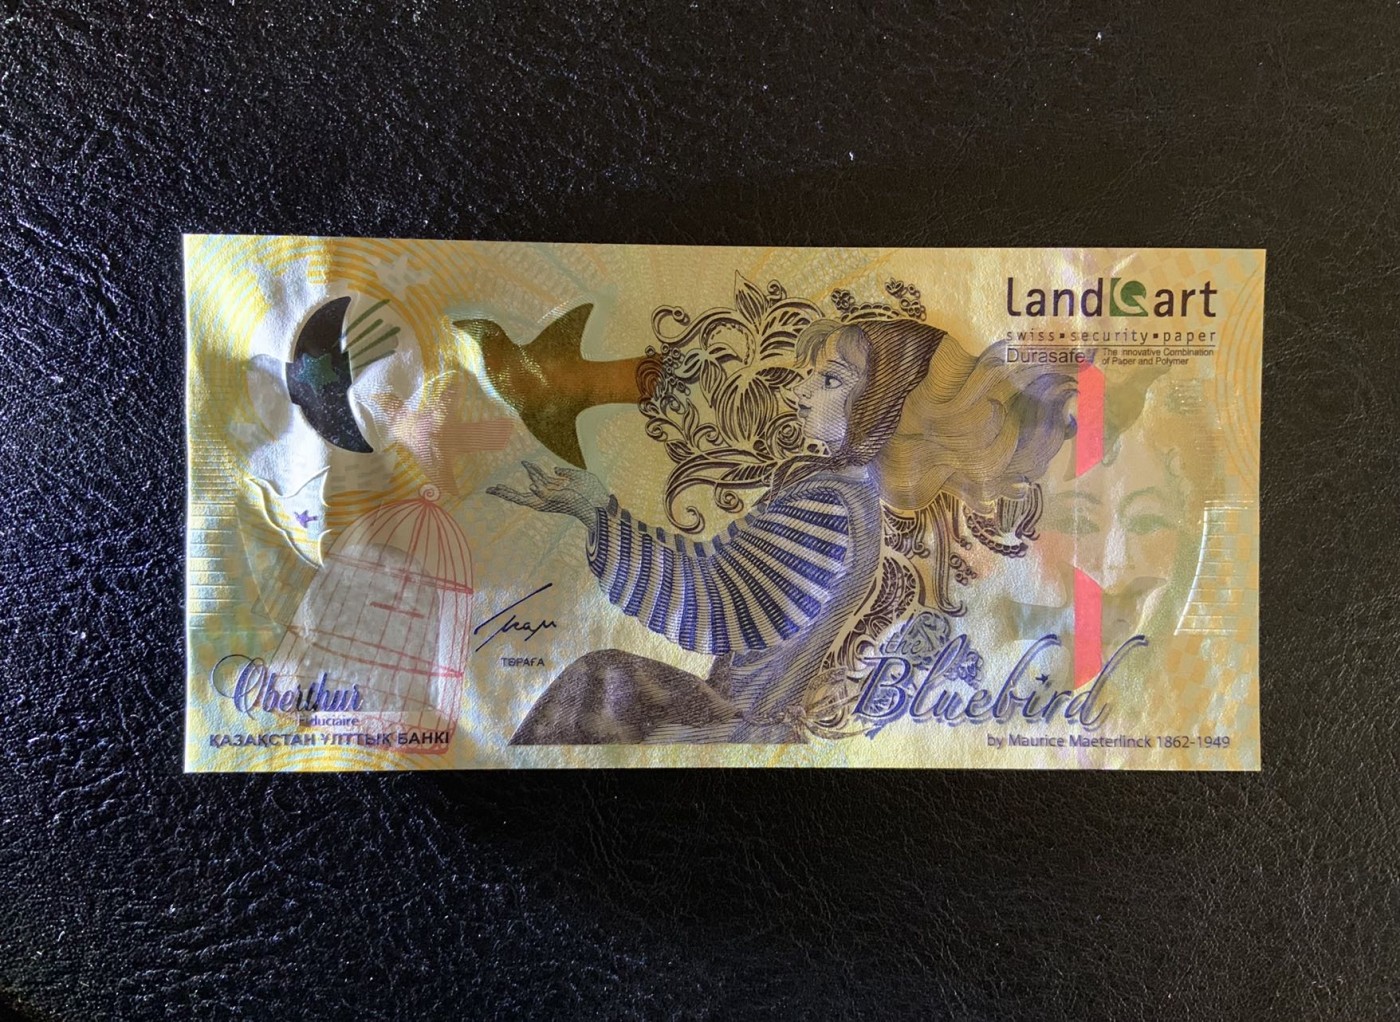 landqart
swiss▪security▪paper
Durasafe® The Innovative Combination
of Paper and Polymer
ТӨРАҒА
Oberthur
Fiduciaire
ҚАЗАҚСТАН ҰЛТТЫҚ БАНКІ
the
Bluebird
by Maurice Maeterlinck 1862-1949